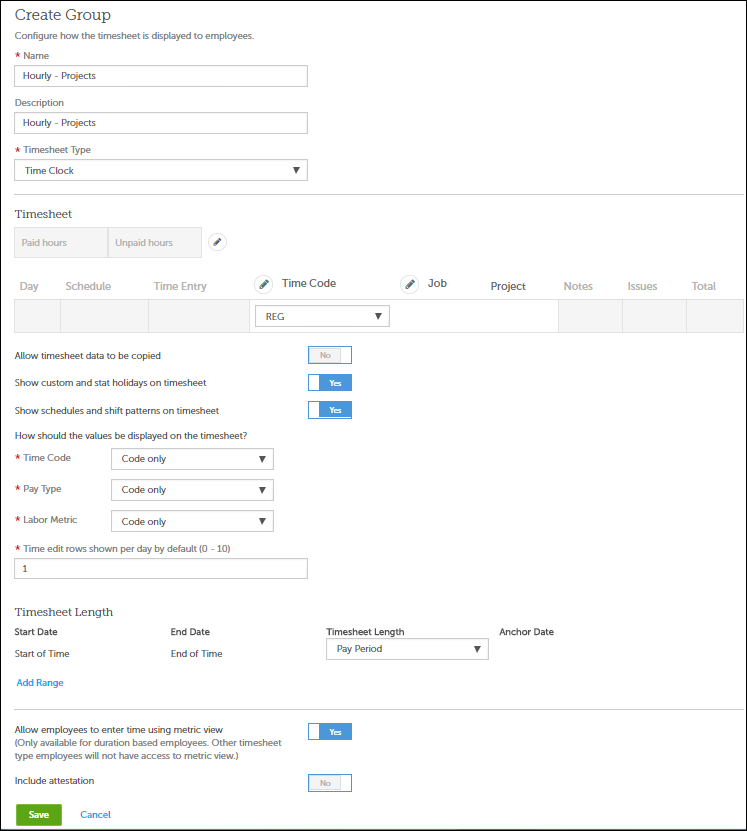 Create Group
Configure how the timesheet is displayed to employees.
* Name
Hourly - Projects
Description
Hourly - Projects
* Timesheet Type
Time Clock
Timesheet
Paid hours Unpaid hours
Day Schedule Time Entry Time Code Job Project Notes Issues Total
REG
Allow timesheet data to be copied No
Show custom and stat holidays on timesheet Yes
Show schedules and shift patterns on timesheet Yes
How should the values be displayed on the timesheet?
* Time Code Code only
* Pay Type Code only
* Labor Metric Code only
* Time edit rows shown per day by default (0 - 10)
1
Timesheet Length
Start Date End Date Timesheet Length Anchor Date
Start of Time End of Time Pay Period
Add Range
Allow employees to enter time using metric view Yes
(Only available for duration based employees. Other timesheet
type employees will not have access to metric view.)
Include attestation No
Save Cancel